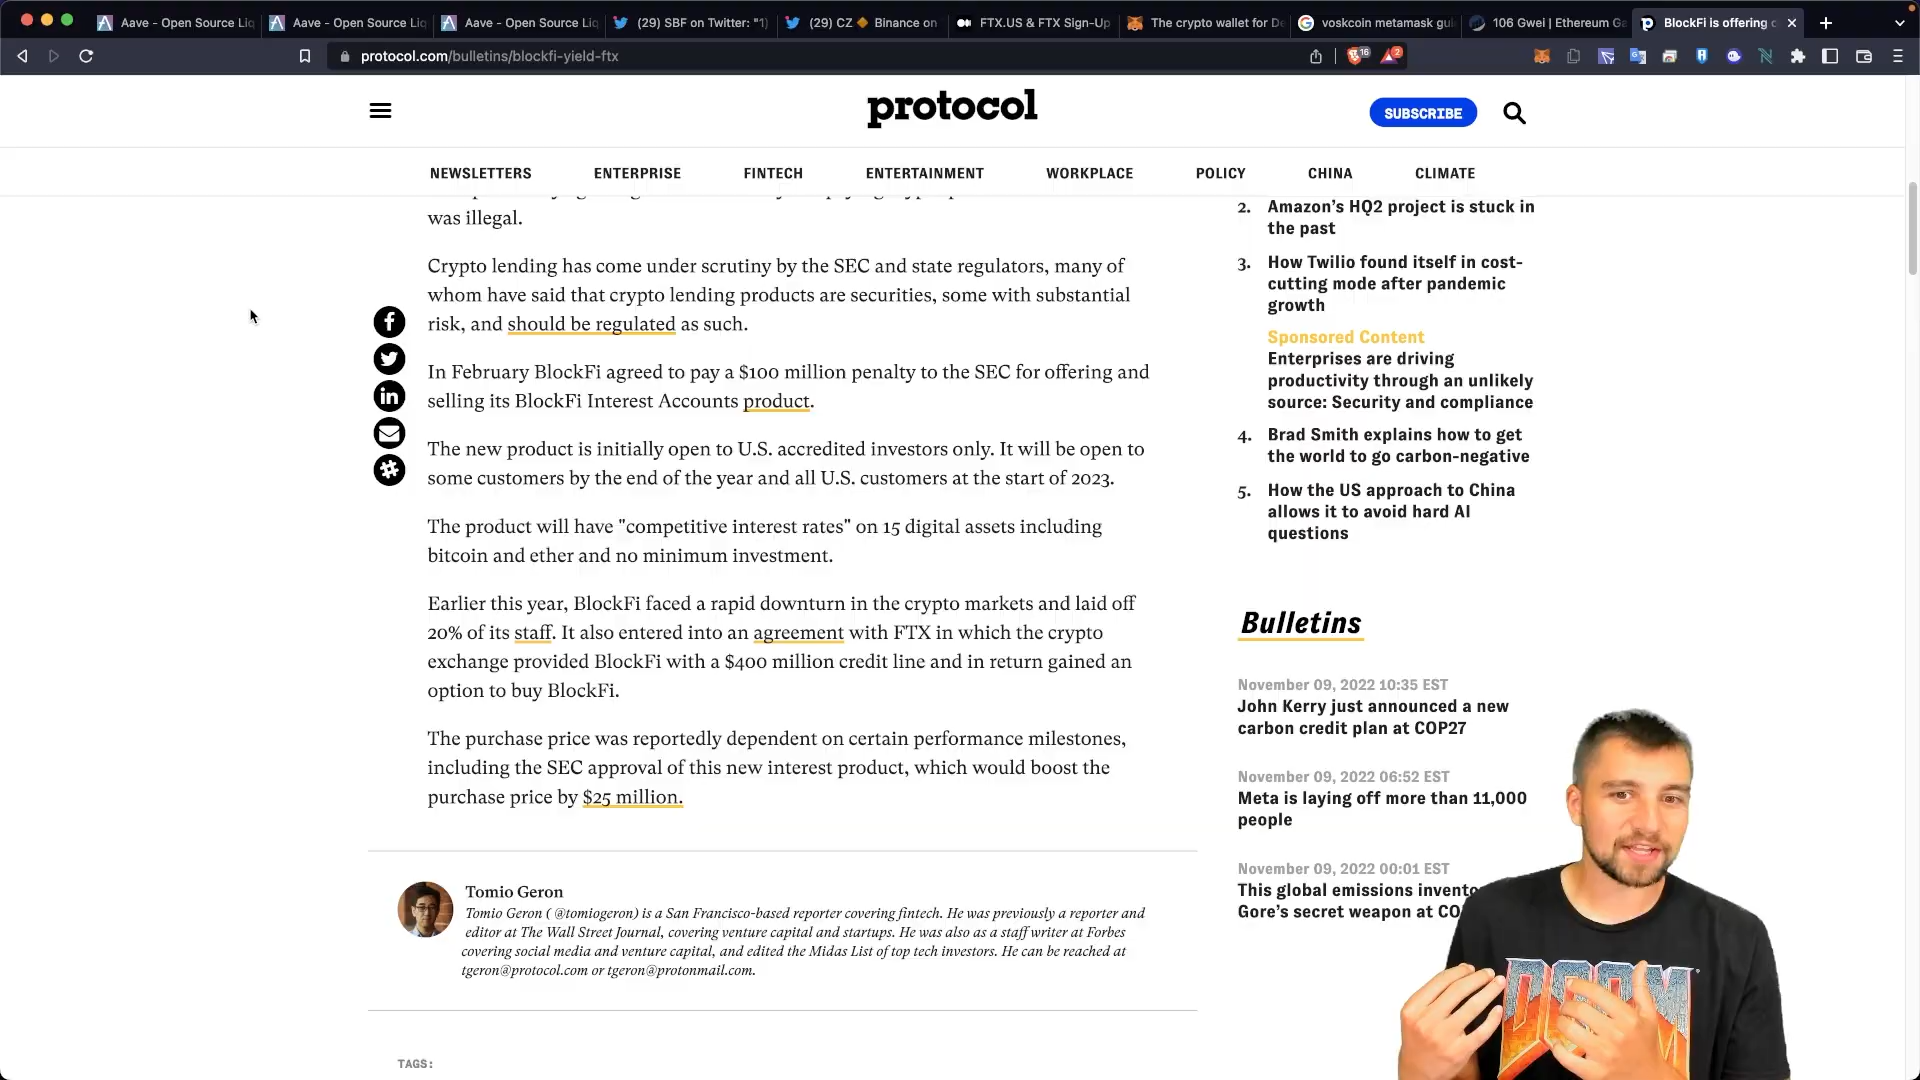 Aave - Open Source Liq
Aave - Open Source Liq
Aave - Open Source Liq
(29) SBF on Twitter: "1)
(29) CZ 🔶 Binance on
FTX.US & FTX Sign-Up
The crypto wallet for De
voskcoin metamask gui
106 Gwei | Ethereum Ga
BlockFi is offering c
protocol.com/bulletins/blockfi-yield-ftx
16
2
protocol
SUBSCRIBE
NEWSLETTERS
ENTERPRISE
FINTECH
ENTERTAINMENT
WORKPLACE
POLICY
CHINA
CLIMATE
was illegal.
Crypto lending has come under scrutiny by the SEC and state regulators, many of
whom have said that crypto lending products are securities, some with substantial
risk, and should be regulated as such.
In February BlockFi agreed to pay a $100 million penalty to the SEC for offering and
selling its BlockFi Interest Accounts product.
The new product is initially open to U.S. accredited investors only. It will be open to
some customers by the end of the year and all U.S. customers at the start of 2023.
The product will have "competitive interest rates" on 15 digital assets including
bitcoin and ether and no minimum investment.
Earlier this year, BlockFi faced a rapid downturn in the crypto markets and laid off
20% of its staff. It also entered into an agreement with FTX in which the crypto
exchange provided BlockFi with a $400 million credit line and in return gained an
option to buy BlockFi.
The purchase price was reportedly dependent on certain performance milestones,
including the SEC approval of this new interest product, which would boost the
purchase price by $25 million.
Tomio Geron
Tomio Geron ( @tomiogeron) is a San Francisco-based reporter covering fintech. He was previously a reporter and
editor at The Wall Street Journal, covering venture capital and startups. He was also as a staff writer at Forbes
covering social media and venture capital, and edited the Midas List of top tech investors. He can be reached at
tgeron@protocol.com or tgeron@protonmail.com.
TAGS:
2. Amazon's HQ2 project is stuck in
the past
3. How Twilio found itself in cost-
cutting mode after pandemic
growth
Sponsored Content
Enterprises are driving
productivity through an unlikely
source: Security and compliance
4. Brad Smith explains how to get
the world to go carbon-negative
5. How the US approach to China
allows it to avoid hard AI
questions
Bulletins
November 09, 2022 10:35 EST
John Kerry just announced a new
carbon credit plan at COP27
November 09, 2022 06:52 EST
Meta is laying off more than 11,000
people
November 09, 2022 00:01 EST
This global emissions invento
Gore's secret weapon at CO
DOOM